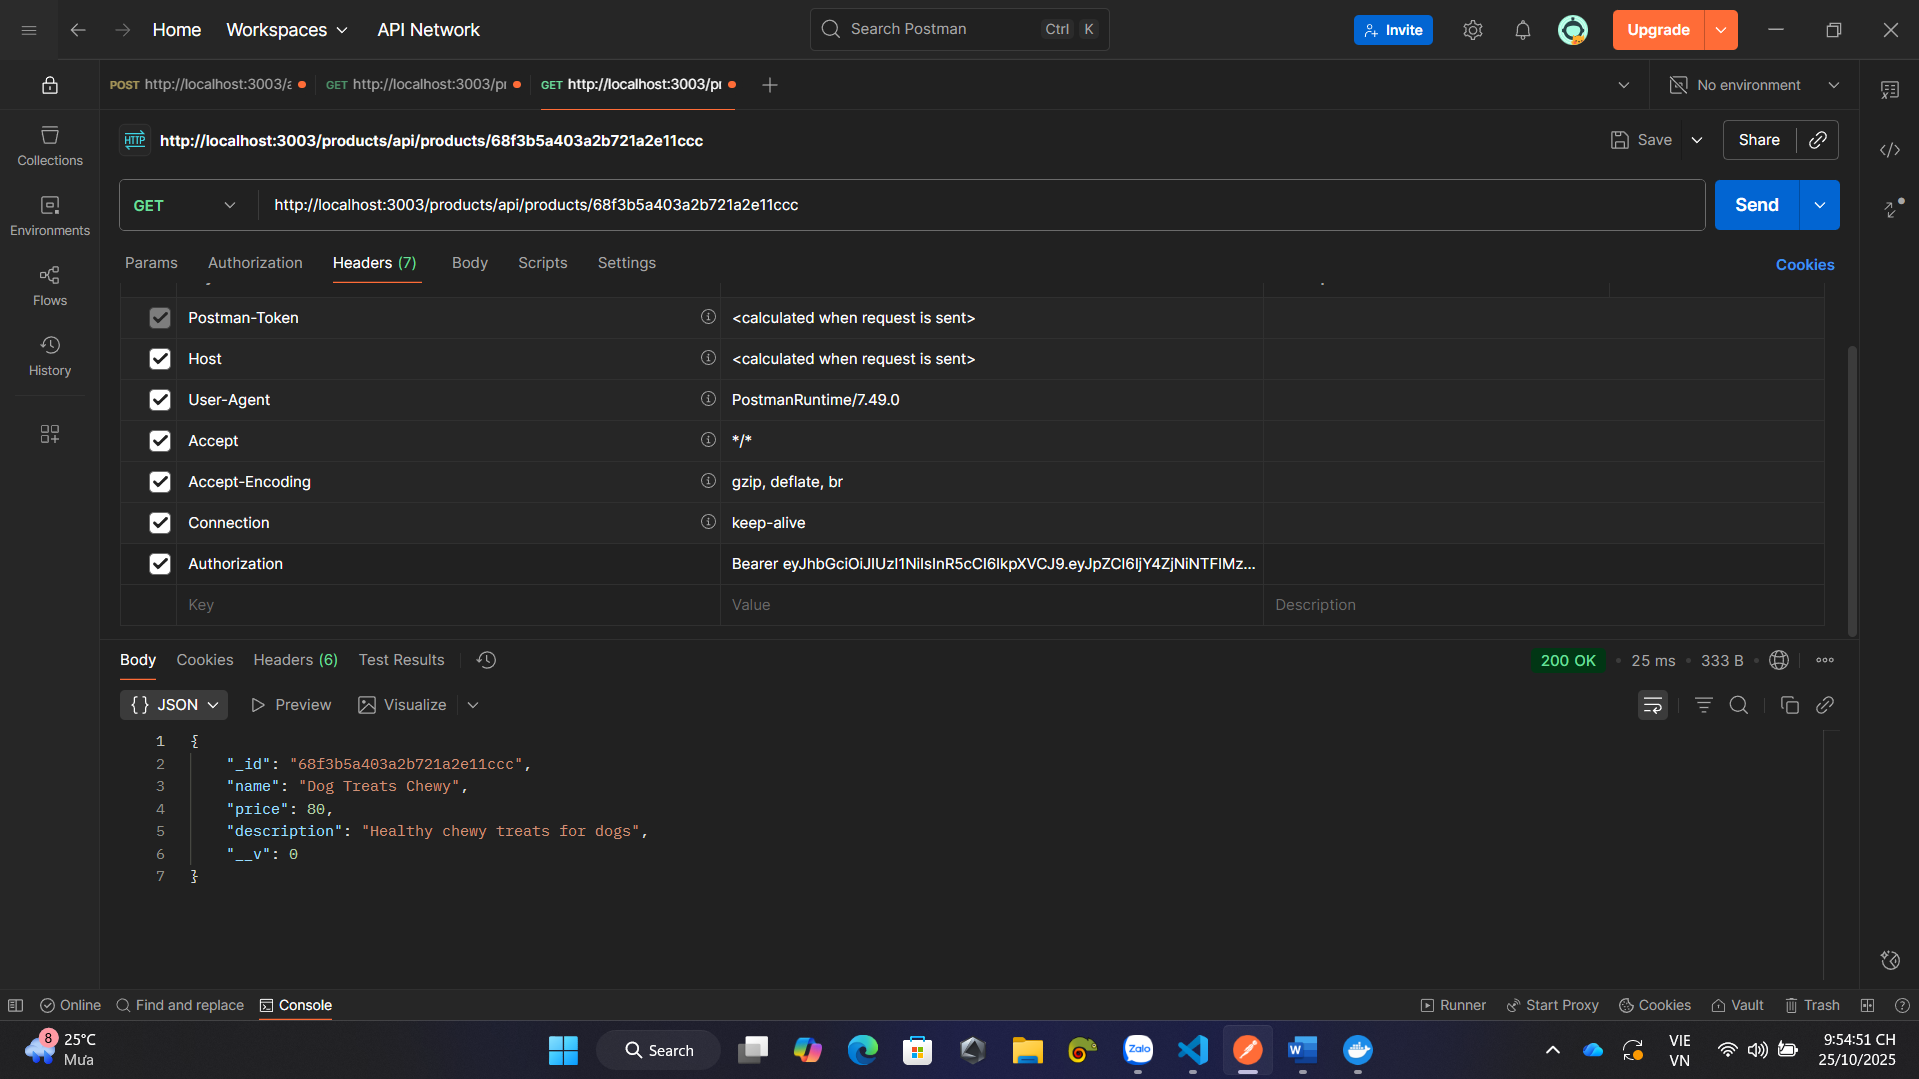 Home
Workspaces
API Network
Search Postman
Ctrl
K
Invite
Upgrade
POST http://localhost:3003/a
GET http://localhost:3003/pr
GET http://localhost:3003/pr
No environment
Collections
Environments
Flows
History
HTTP
http://localhost:3003/products/api/products/68f3b5a403a2b721a2e11ccc
Save
Share
GET
http://localhost:3003/products/api/products/68f3b5a403a2b721a2e11ccc
Send
Params
Authorization
Headers (7)
Body
Scripts
Settings
Cookies
Postman-Token <calculated when request is sent>
Host <calculated when request is sent>
User-Agent PostmanRuntime/7.49.0
Accept */*
Accept-Encoding gzip, deflate, br
Connection keep-alive
Authorization Bearer eyJhbGciOiJIUzI1NiIsInR5cCI6IkpXVCJ9.eyJpZCI6IjY4ZjNiNTFlMz...
Key Value Description
Body
Cookies
Headers (6)
Test Results
200 OK
25 ms
333 B
{} JSON
Preview
Visualize
1 {
2 "_id": "68f3b5a403a2b721a2e11ccc",
3 "name": "Dog Treats Chewy",
4 "price": 80,
5 "description": "Healthy chewy treats for dogs",
6 "__v": 0
7 }
Online
Find and replace
Console
Runner
Start Proxy
Cookies
Vault
Trash
8
25°C
Mưa
Search
Zalo
W
VIE
VN
9:54:51 CH
25/10/2025